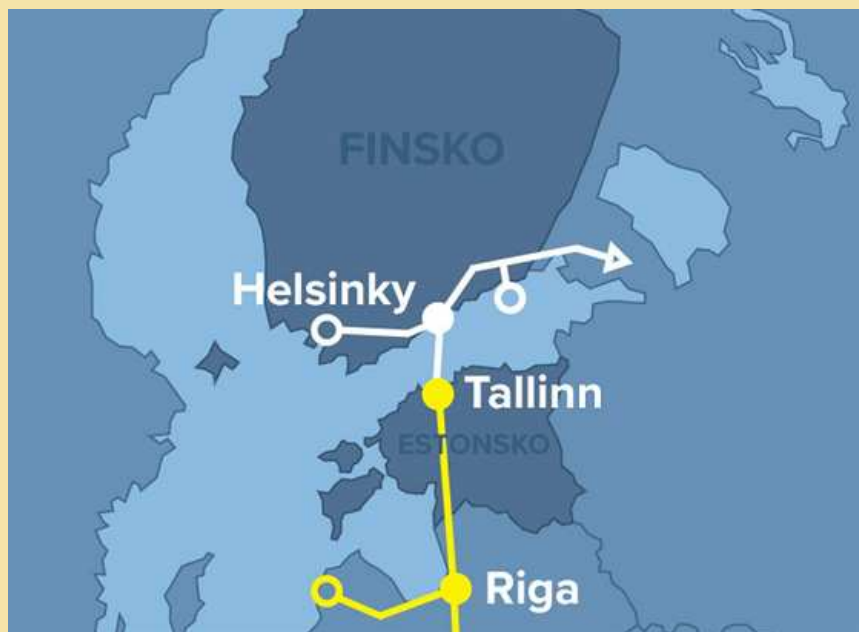 FINSKO
Helsinky
Tallinn
ESTONSKO
Riga